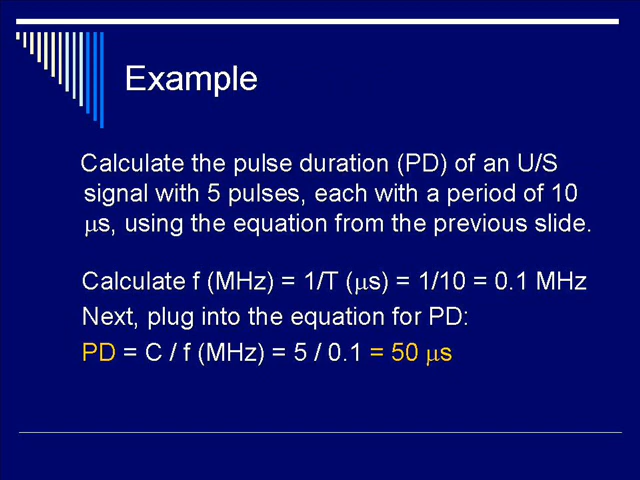 Example
Calculate the pulse duration (PD) of an U/S
signal with 5 pulses, each with a period of 10
μs, using the equation from the previous slide.
Calculate f (MHz) = 1/T (μs) = 1/10 = 0.1 MHz
Next, plug into the equation for PD:
PD = C / f (MHz) = 5 / 0.1 = 50 μs